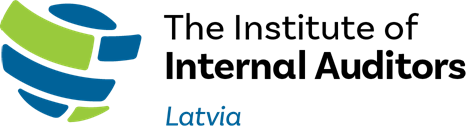 The Institute of
Internal Auditors
Latvia